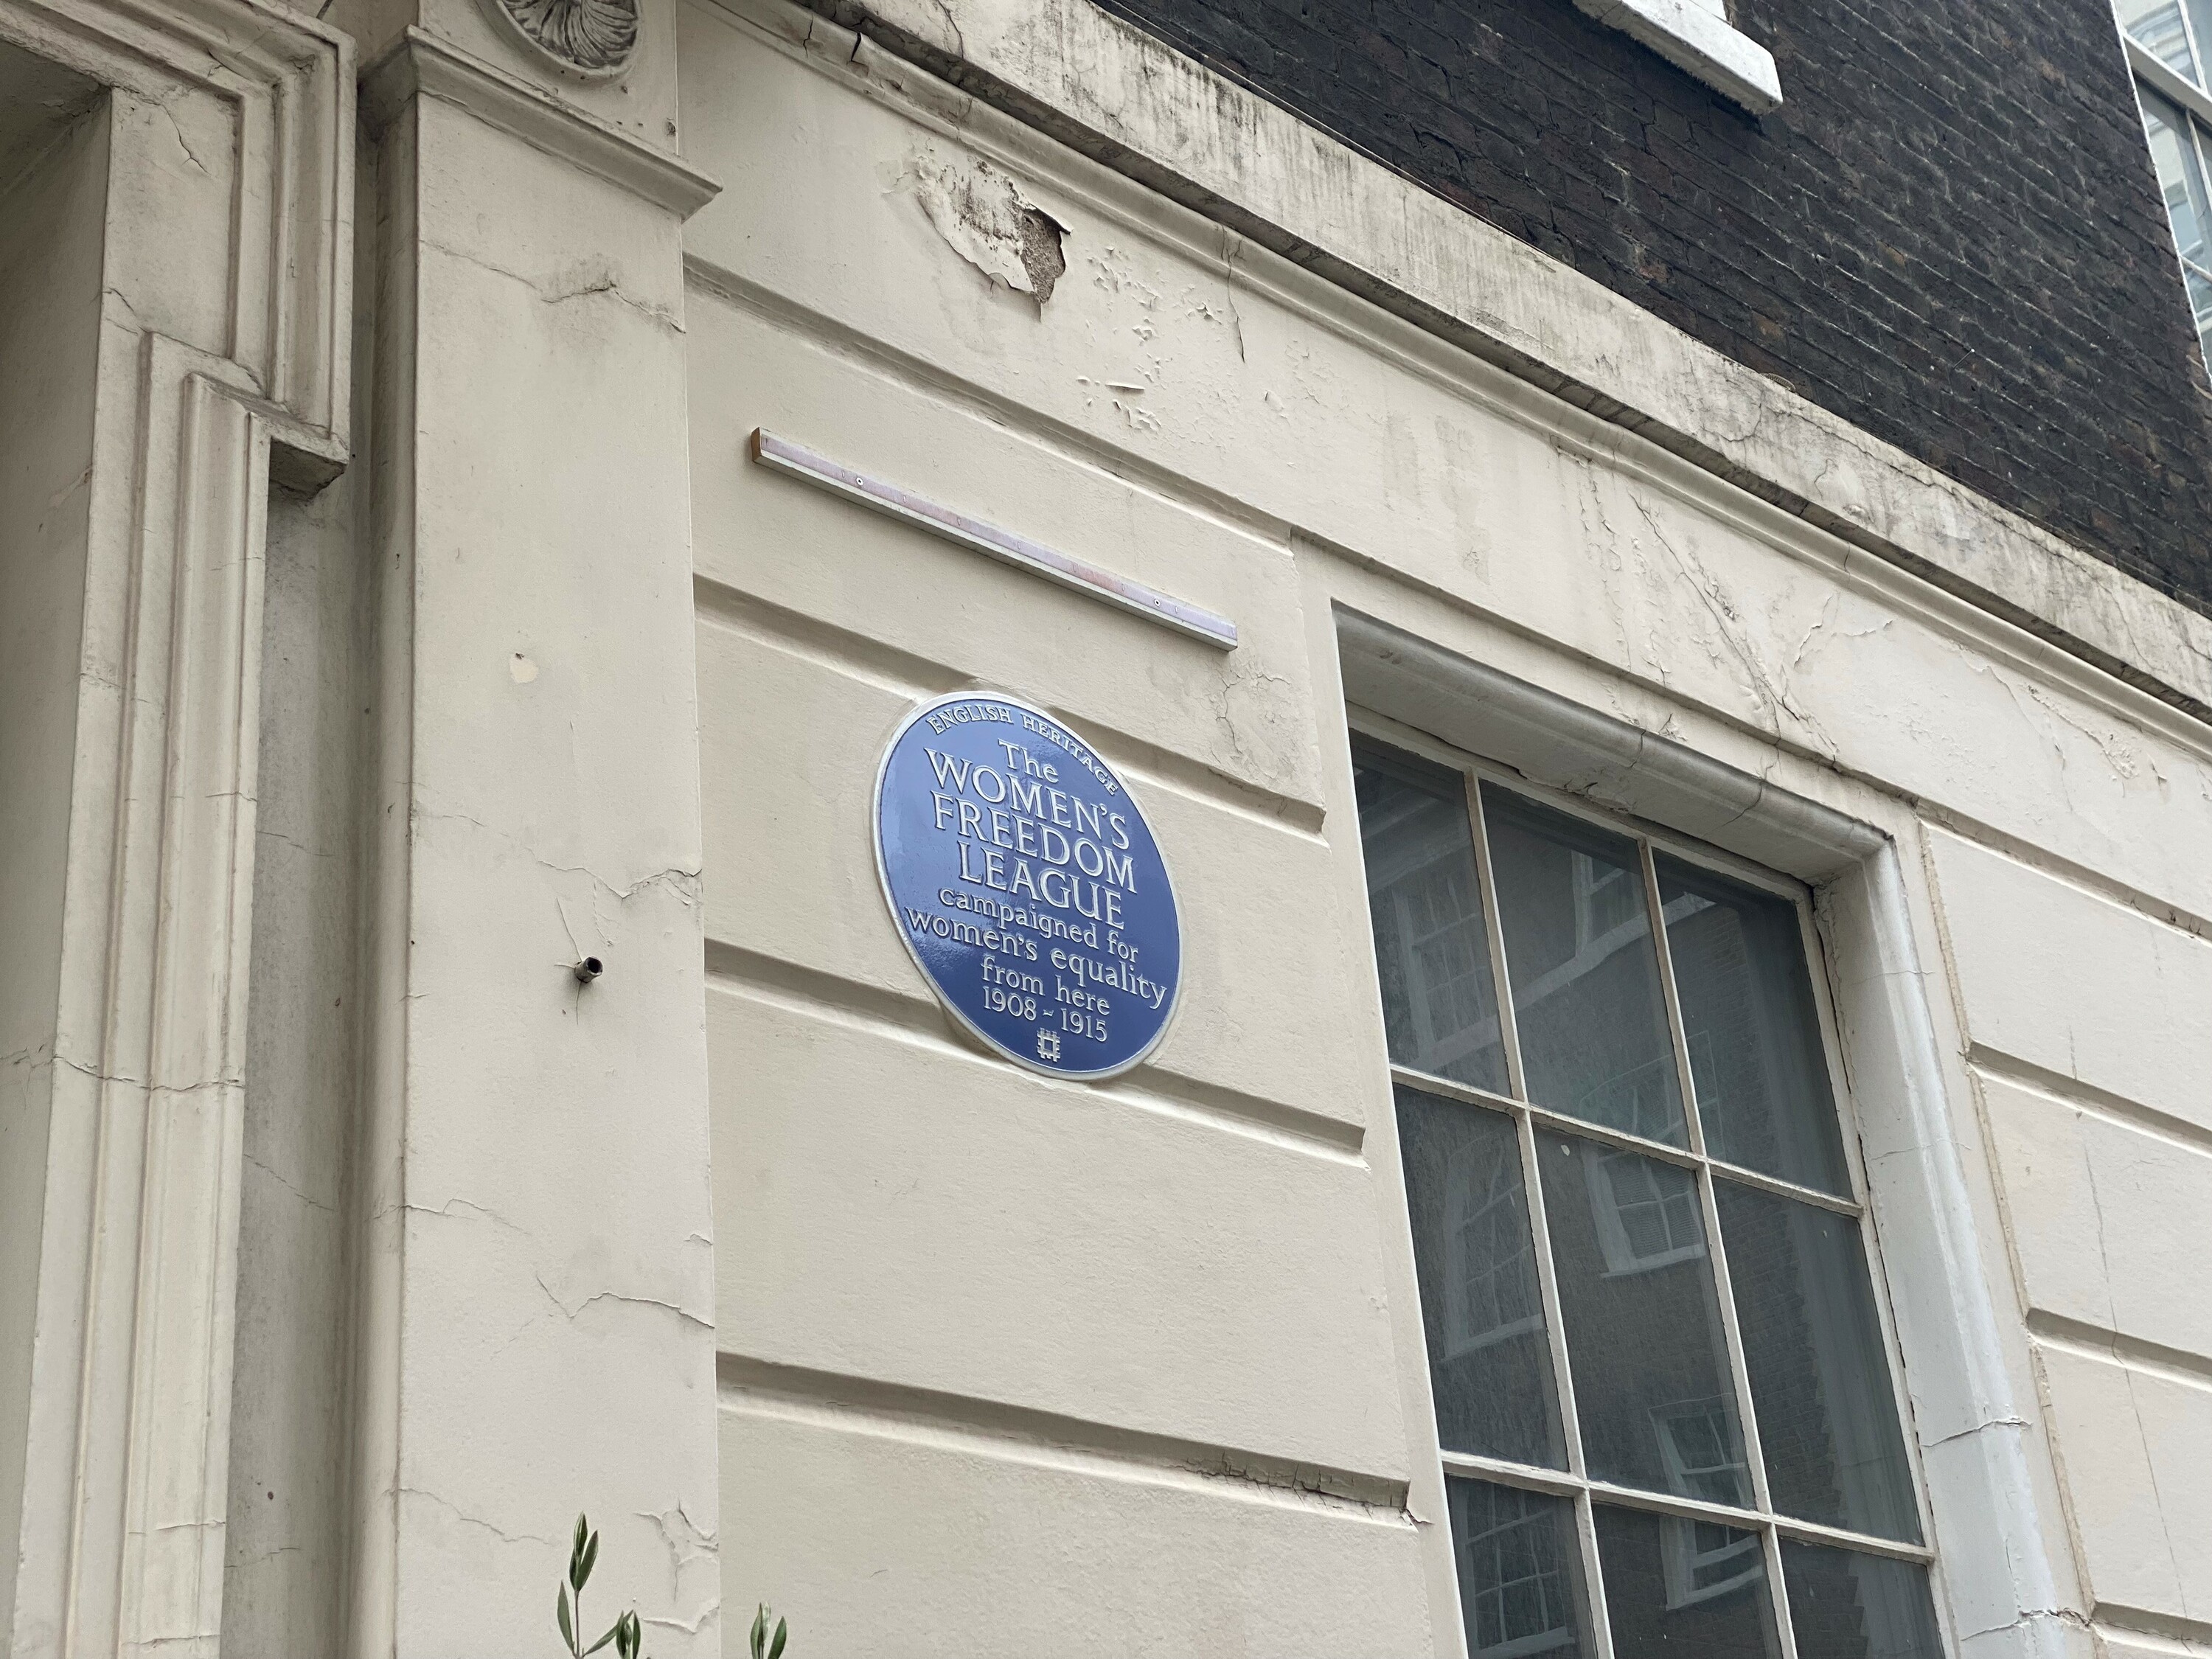 ENGLISH HERITAGE
The
WOMEN'S
FREEDOM
LEAGUE
campaigned for
women's equality
from here
1908 - 1915